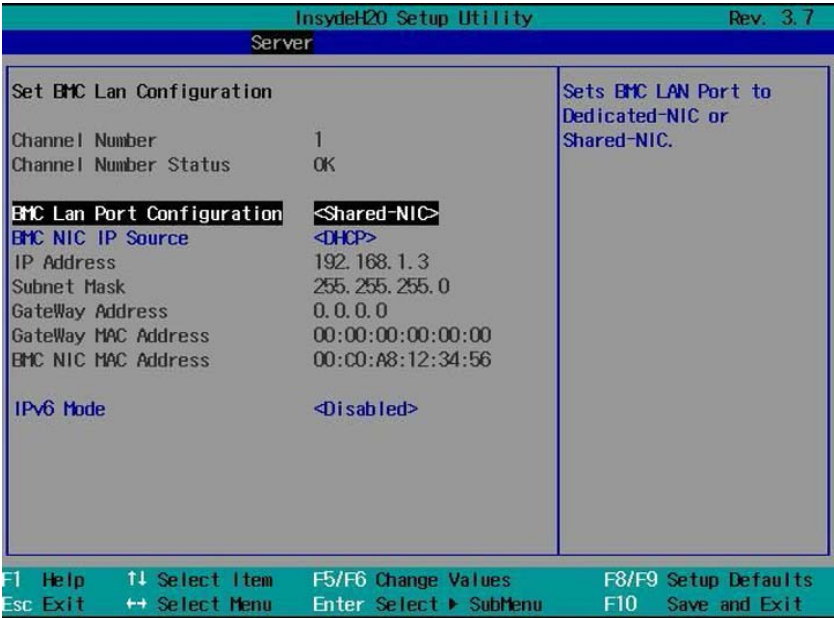 InsydeH20 Setup Utility Rev. 3.7
Server
Set BMC Lan Configuration
Channel Number 1
Channel Number Status OK
BMC Lan Port Configuration <Shared-NIC>
BMC NIC IP Source <DHCP>
IP Address 192.168.1.3
Subnet Mask 255.255.255.0
GateWay Address 0.0.0.0
GateWay MAC Address 00:00:00:00:00:00
BMC NIC MAC Address 00:C0:A8:12:34:56
IPv6 Mode <Disabled>
Sets BMC LAN Port to
Dedicated-NIC or
Shared-NIC.
F1 Help ↑↓ Select Item F5/F6 Change Values F8/F9 Setup Defaults
Esc Exit ←→ Select Menu Enter Select ▶ SubMenu F10 Save and Exit